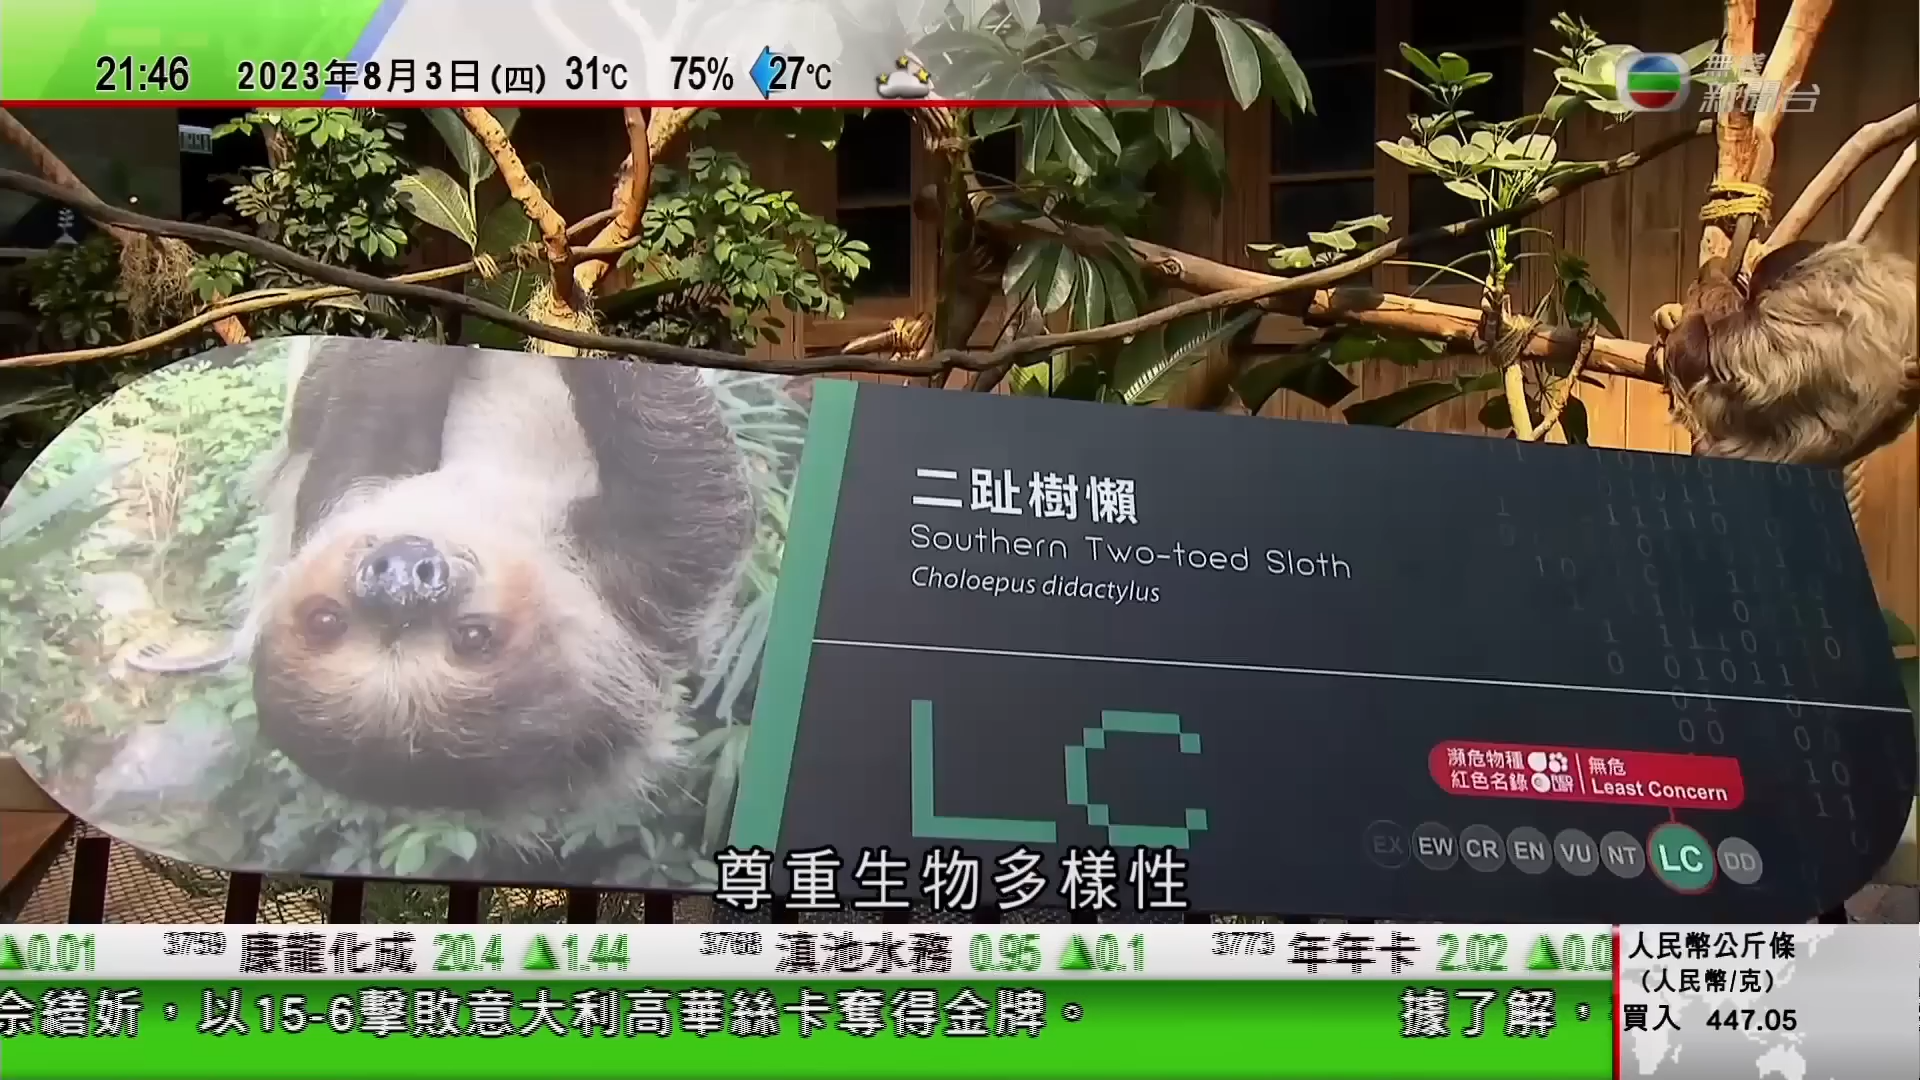 21:46 2023年8月3日(四) 31℃ 75% 27℃
無綫
新聞台
二趾樹懶
Southern Two-toed Sloth
Choloepus didactylus
LC
瀕危物種
紅色名錄
無危
Least Concern
EX EW CR EN VU NT LC DD
尊重生物多樣性
▲0.01 3759 康龍化成 20.4 ▲1.44 3768 滇池水務 0.95 ▲0.1 3773 年年卡 2.02 ▲0.0
余繕妡，以15-6擊敗意大利高華絲卡奪得金牌。 據了解，
人民幣公斤條
(人民幣/克)
買入 447.05